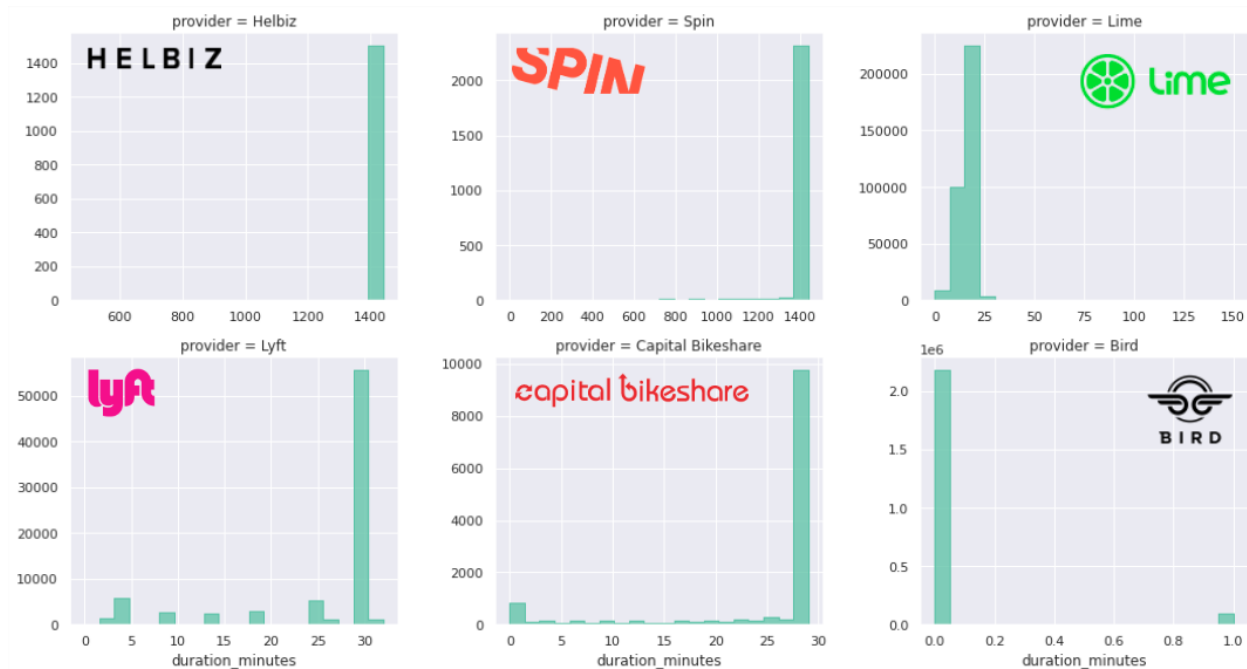 provider = Helbiz
HELBIZ
1400
1200
1000
800
600
400
200
0
600 800 1000 1200 1400
provider = Spin
SPIN
2000
1500
1000
500
0
0 200 400 600 800 1000 1200 1400
provider = Lime
Lime
200000
150000
100000
50000
0
0 25 50 75 100 125 150
provider = Lyft
lyft
50000
40000
30000
20000
10000
0
0 5 10 15 20 25 30
duration_minutes
provider = Capital Bikeshare
capital bikeshare
10000
8000
6000
4000
2000
0
0 5 10 15 20 25 30
duration_minutes
provider = Bird
1e6
BIRD
2.0
1.5
1.0
0.5
0.0
0.0 0.2 0.4 0.6 0.8 1.0
duration_minutes